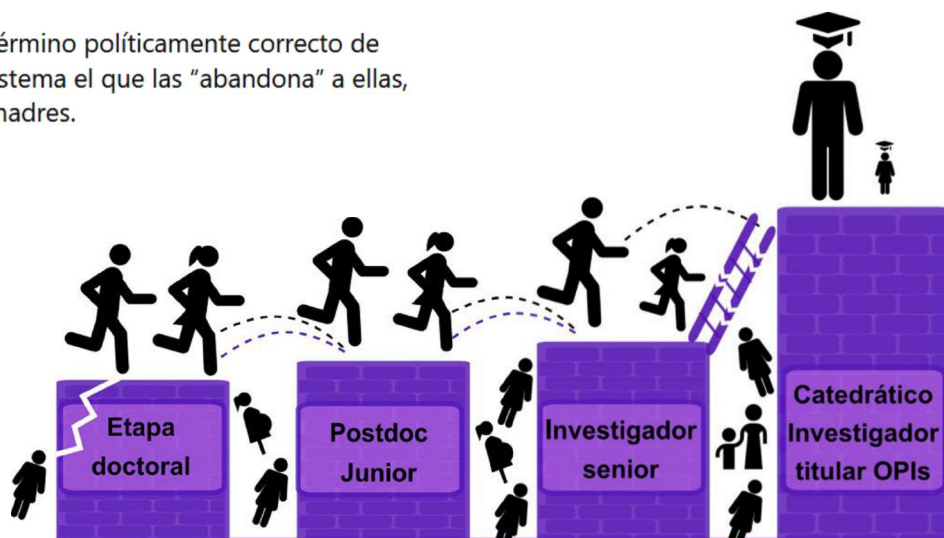 érmino políticamente correcto de
stema el que las “abandona” a ellas,
nadres.
Etapa
doctoral
Postdoc
Junior
Investigador
senior
Catedrático
Investigador
titular OPIs